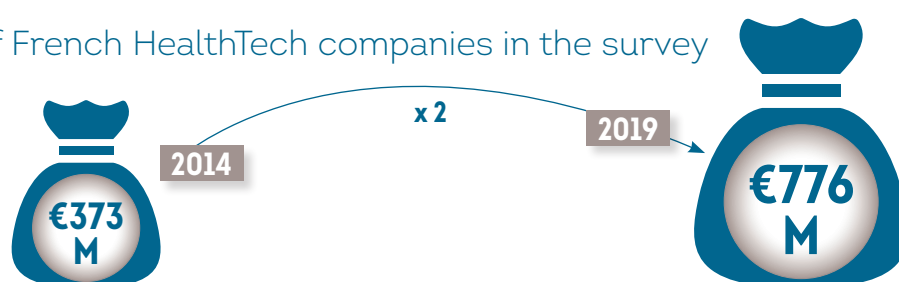 French HealthTech companies in the survey
x 2
2014
2019
€373
M
€776
M